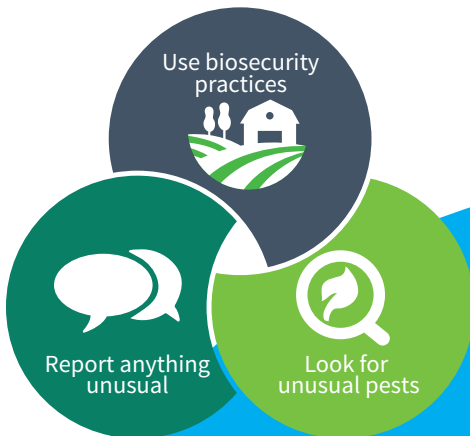 Use biosecurity
practices
Report anything
unusual
Look for
unusual pests